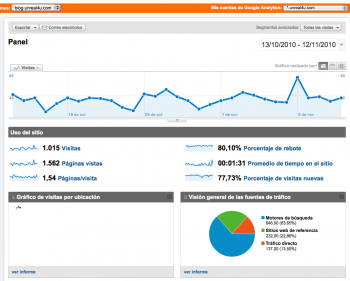 blog.unreal4u.com
Mis cuentas de Google Analytics:
Exportar
Correo electrónico
Segmentos avanzados:
Todas las visitas
Panel
13/10/2010 - 12/11/2010
Visitas
Gráfico realizado por:
18 de oct
25 de oct
1 de nov
8 de nov
Uso del sitio
1.015 Visitas
80,10% Porcentaje de rebote
1.562 Páginas vistas
00:01:31 Promedio de tiempo en el sitio
1,54 Páginas/visita
77,73% Porcentaje de visitas nuevas
Gráfico de visitas por ubicación
Visión general de las fuentes de tráfico
Motores de búsqueda
646,00 (63,65%)
Sitios web de referencia
232,00 (22,86%)
Tráfico directo
137,00 (13,50%)
ver informe
ver informe